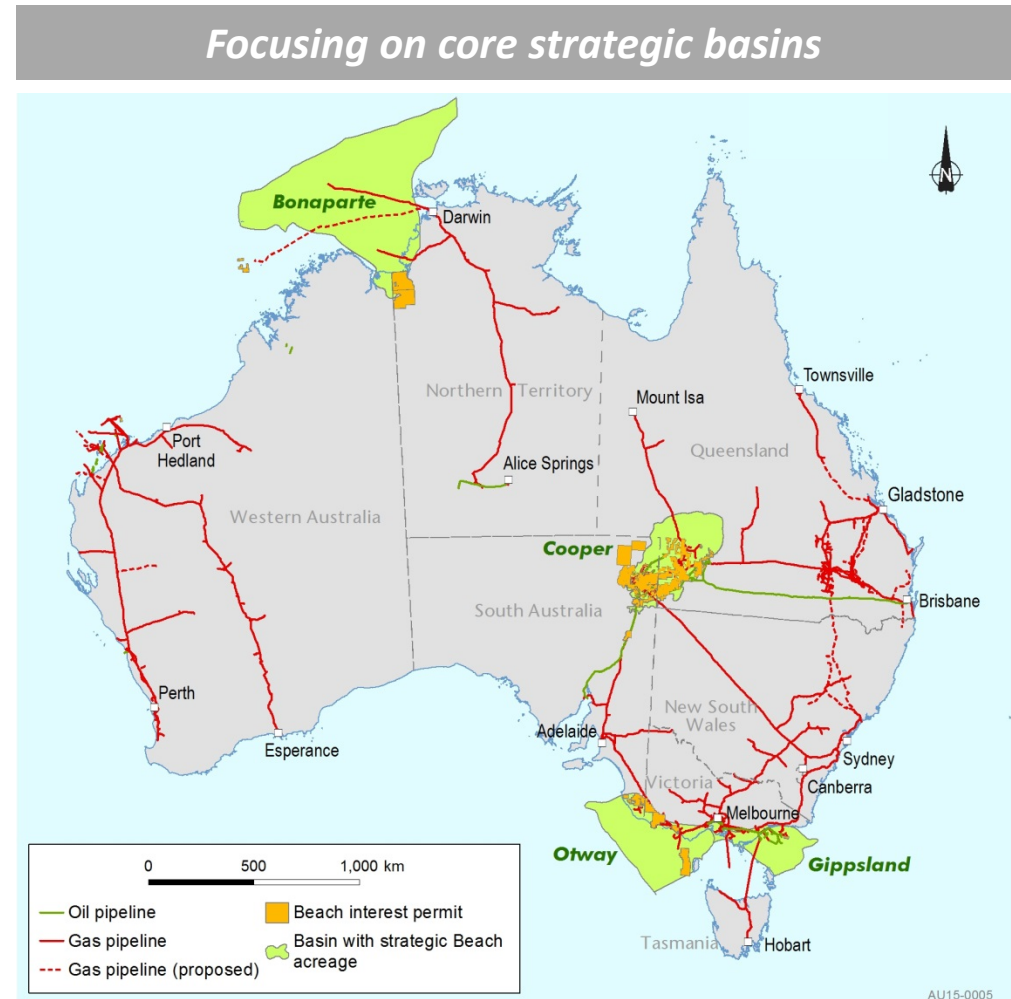 Focusing on core strategic basins
N
Bonaparte
Darwin
Townsville
Northern Territory
Mount Isa
Port
Hedland
Queensland
Alice Springs
Gladstone
Western Australia
Cooper
South Australia
Brisbane
Perth
New South
Wales
Adelaide
Esperance
Sydney
Canberra
Victoria
Melbourne
Otway
Gippsland
Tasmania
Hobart
0 500 1,000 km
Oil pipeline
Gas pipeline
Gas pipeline (proposed)
Beach interest permit
Basin with strategic Beach
acreage
AU15-0005